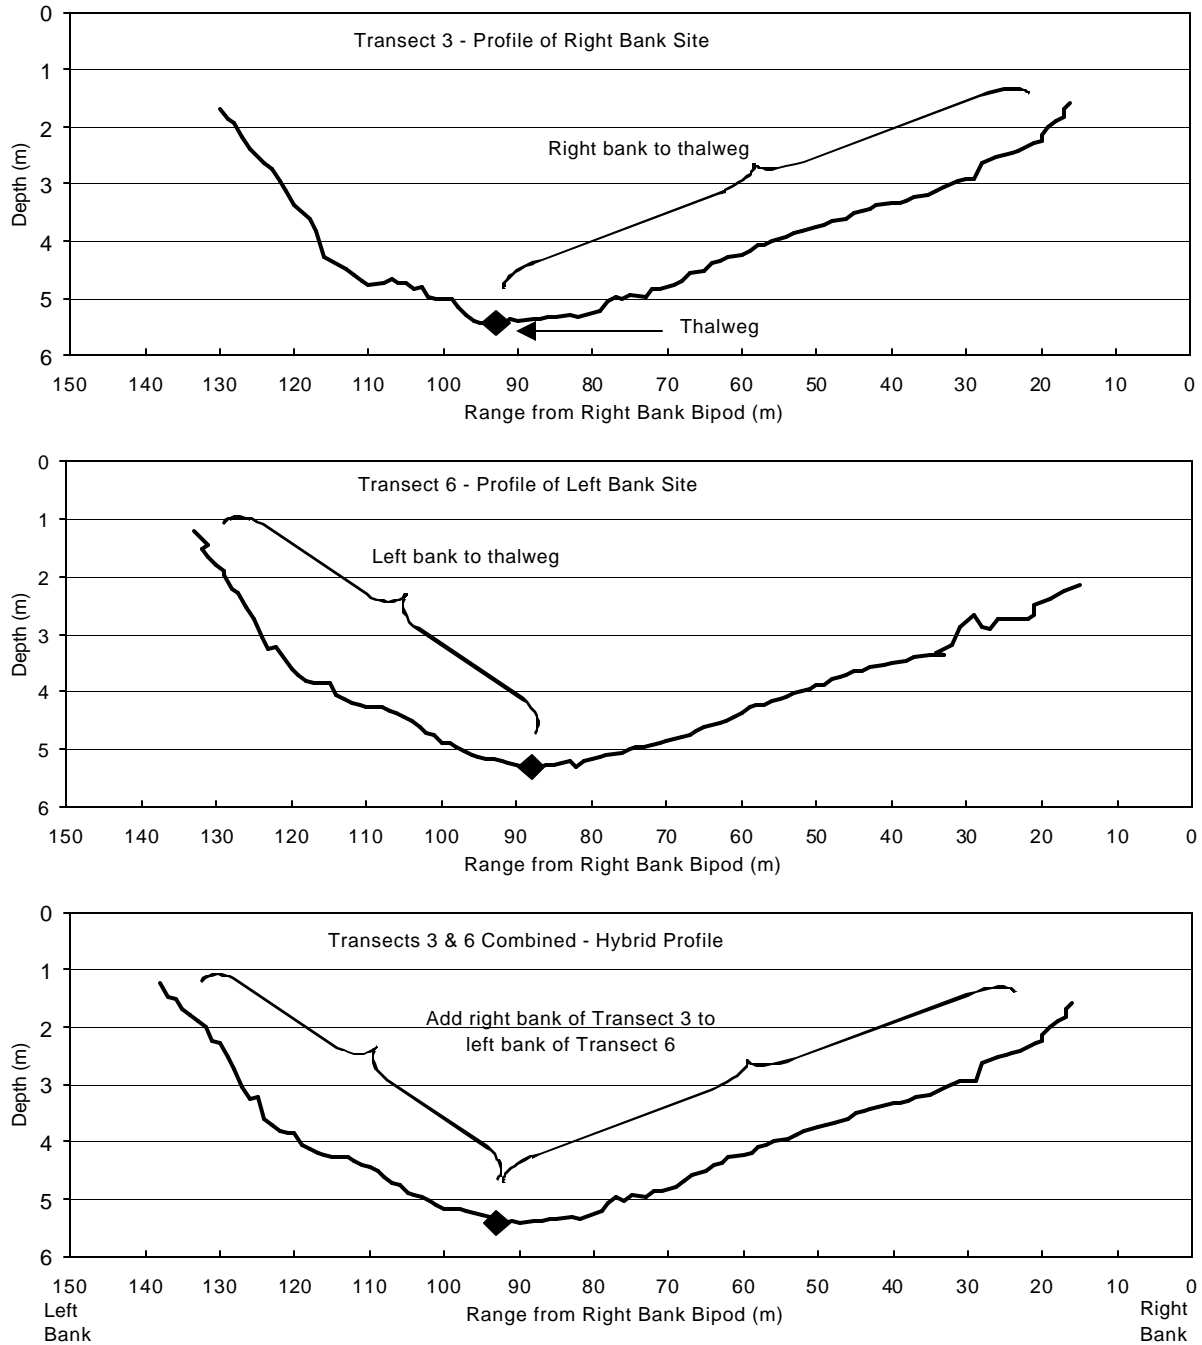 Transect 3 - Profile of Right Bank Site
0
1
2
3
4
5
6
Depth (m)
Right bank to thalweg
Thalweg
150 140 130 120 110 100 90 80 70 60 50 40 30 20 10 0
Range from Right Bank Bipod (m)
Transect 6 - Profile of Left Bank Site
0
1
2
3
4
5
6
Depth (m)
Left bank to thalweg
150 140 130 120 110 100 90 80 70 60 50 40 30 20 10 0
Range from Right Bank Bipod (m)
Transects 3 & 6 Combined - Hybrid Profile
0
1
2
3
4
5
6
Depth (m)
Add right bank of Transect 3 to
left bank of Transect 6
150 140 130 120 110 100 90 80 70 60 50 40 30 20 10 0
Left
Bank
Range from Right Bank Bipod (m)
Right
Bank